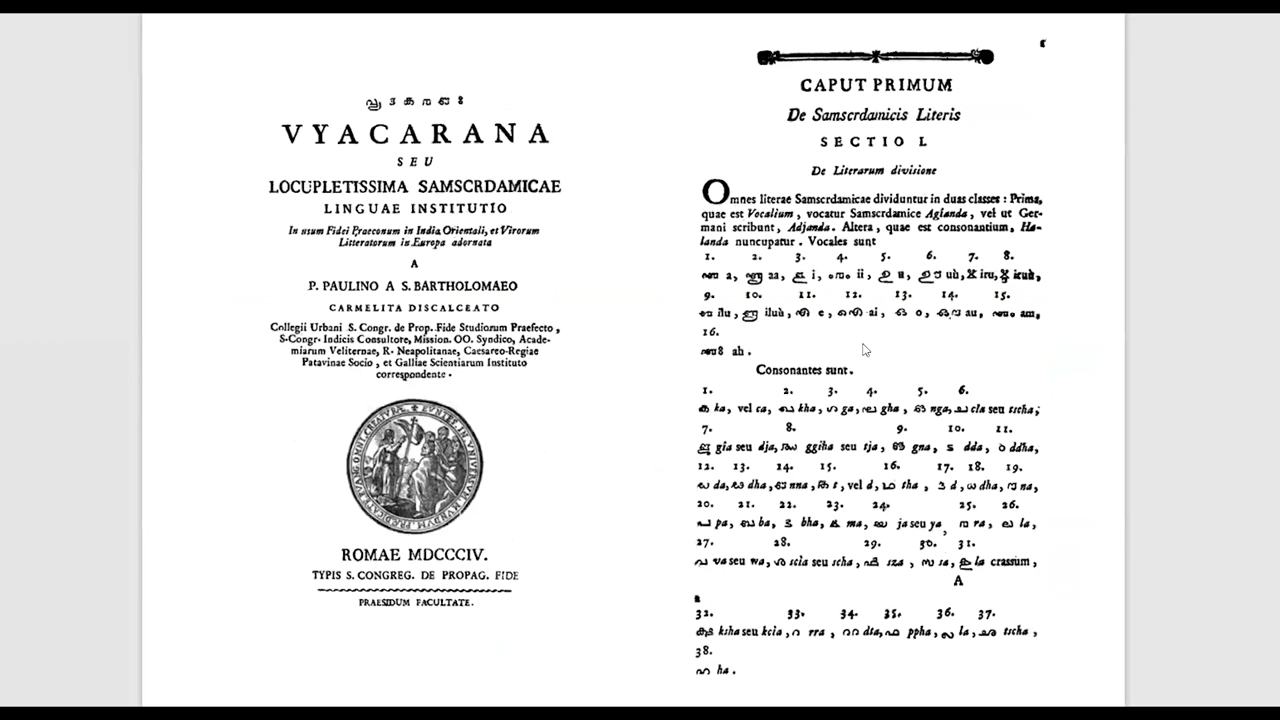 VYACARANA
SEU
LOCUPLETISSIMA SAMSCRDAMICAE
LINGUAE INSTITUTIO
In usum Fidei Praeconum in India Orientali, et Virorum
Litteratorum in Europa adornata
A
P. PAULINO A S. BARTHOLOMAEO
CARMELITA DISCALCEATO
Collegii Urbani S. Congr. de Prop. Fide Studiorum Praefecto,
S. Congr. Indicis Consultore, Mission. OO. Syndico, Acade-
miarum Veliternae, R. Neapolitanae, Caesareo-Regiae
Patavinae Socio, et Galliae Scientiarum Instituto
correspondente.
ROMAE MDCCCIV.
TYPIS S. CONGREG. DE PROPAG. FIDE
PRAESIDUM FACULTATE.
CAPUT PRIMUM
De Samscrdamicis Literis
SECTIO I.
De Literarum divisione
Omnes literae Samscrdamicae dividuntur in duas classes: Prima,
quae est Vocalium, vocatur Samscrdamice Aglanda, vel ut Ger-
mani scribunt, Adjanda. Altera, quae est consonantium, Ha-
landa nuncupatur. Vocales sunt
1. 2. 3. 4. 5. 6. 7. 8.
a, aa, ഇ i, ii, ഉ u, ഊ uù, iru, iruù,
9. 10. 11. 12. 13. 14. 15.
ilu, iluù, എ e, ഐ ai, ഒ o, au, am,
16.
ah.
Consonantes sunt.
1. 2. 3. 4. 5. 6.
ക ka, vel ca, ഖ kha, ഗ ga, ഘ gha, ങ nga, ച cla seu tscha;
7. 8. 9. 10. 11.
ജ gia seu dja, ഝ ggiha seu tja, ഞ gna, ട dda, ഠ ddha,
12. 13. 14. 15. 16. 17. 18. 19.
ഡ da, ഢ dha, ണ nna, ത t, vel d, ഥ tha, ദ d, ധ dha, ന na,
20. 21. 22. 23. 24. 25. 26.
പ pa, ബ ba, ഭ bha, മ ma, യ ja seu ya, ര ra, ല la,
27. 28. 29. 30. 31.
വ va seu wa, ശ scla seu scha, ഷ sza, സ sa, ള la crassum,
A
32. 33. 34. 35. 36. 37.
ക്ഷ ksha seu kcla, റ rra, റ്റ dta, ഫ ppha, ഴ la, tscha,
38.
ഹ ha.